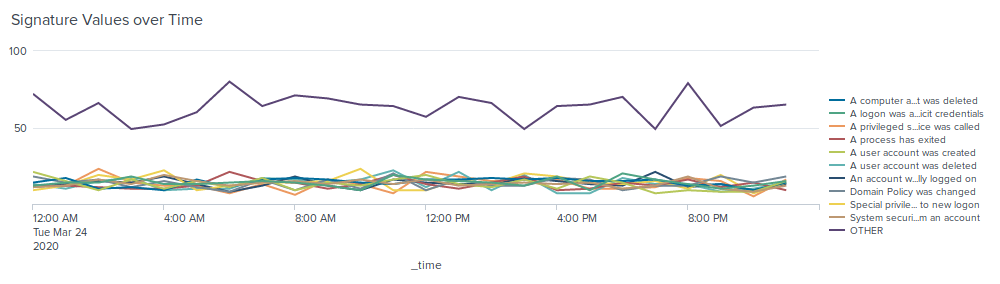 Signature Values over Time
100
50
12:00 AM
Tue Mar 24
2020
4:00 AM
8:00 AM
12:00 PM
4:00 PM
8:00 PM
_time
A computer a...t was deleted
A logon was a...icit credentials
A privileged s...ice was called
A process has exited
A user account was created
A user account was deleted
An account w...lly logged on
Domain Policy was changed
Special privile... to new logon
System securi...m an account
OTHER